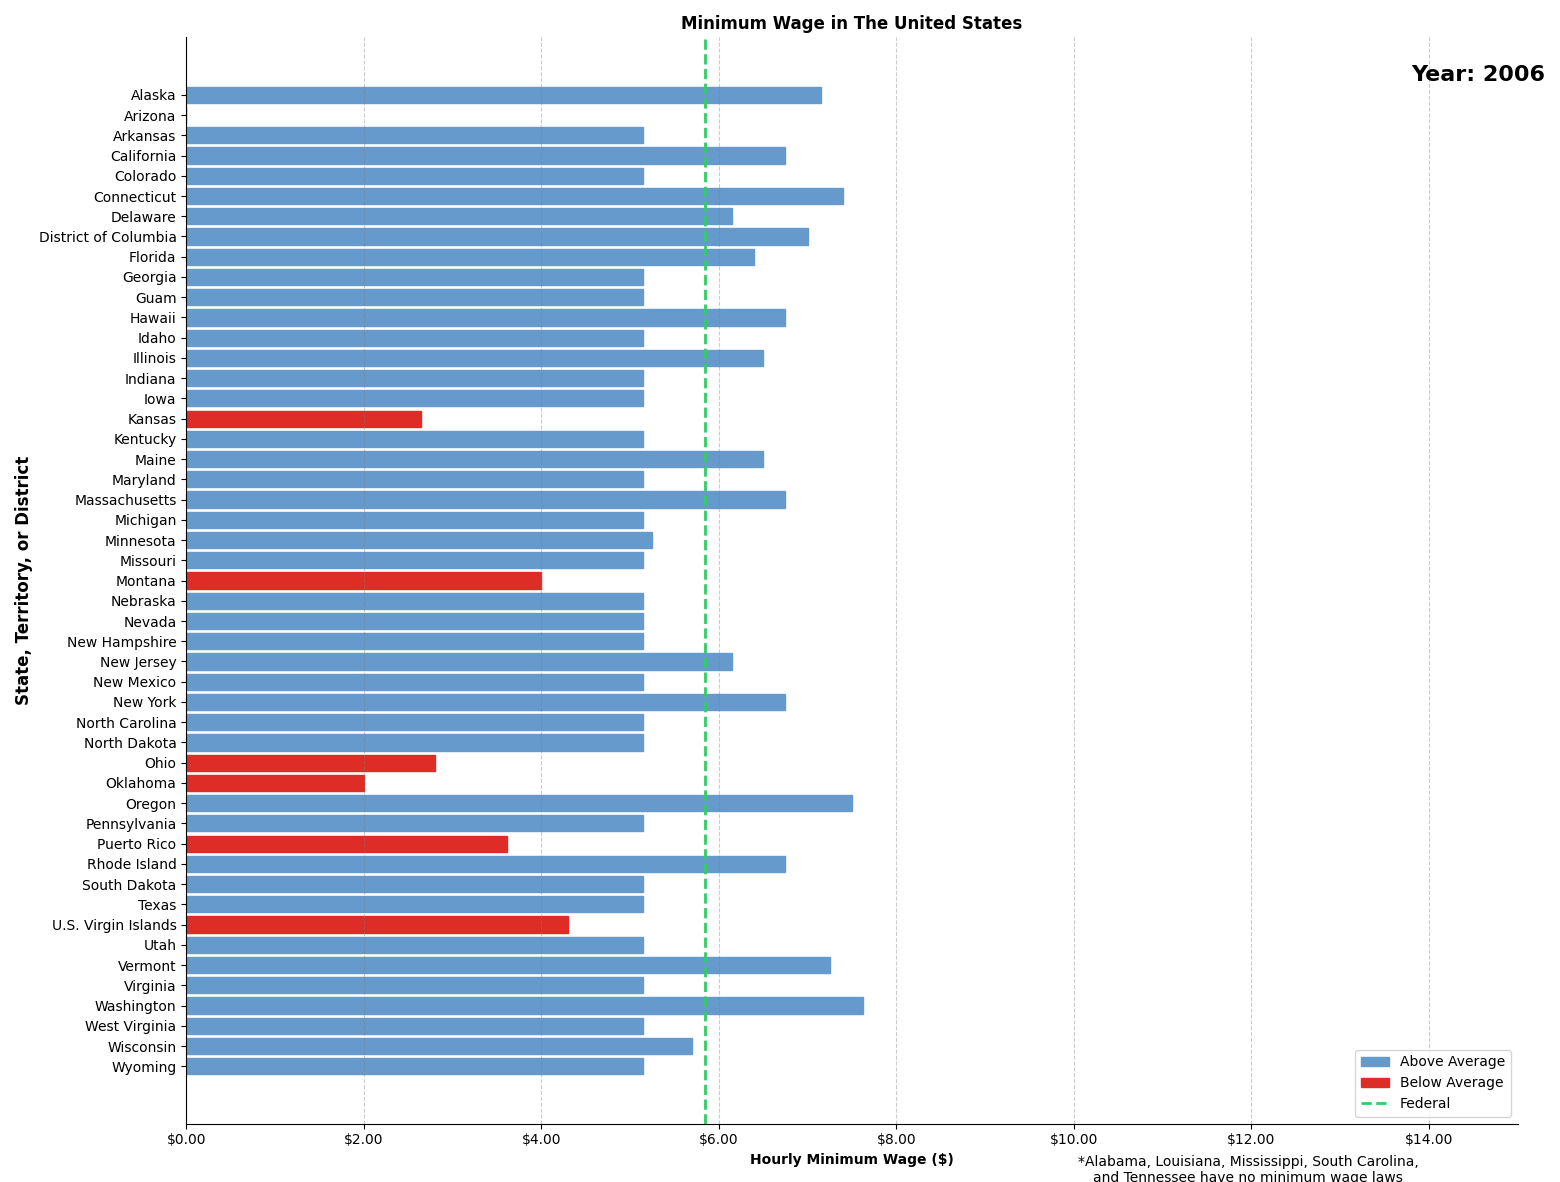 Minimum Wage in The United States
Year: 2006
State, Territory, or District
Alaska
Arizona
Arkansas
California
Colorado
Connecticut
Delaware
District of Columbia
Florida
Georgia
Guam
Hawaii
Idaho
Illinois
Indiana
Iowa
Kansas
Kentucky
Maine
Maryland
Massachusetts
Michigan
Minnesota
Missouri
Montana
Nebraska
Nevada
New Hampshire
New Jersey
New Mexico
New York
North Carolina
North Dakota
Ohio
Oklahoma
Oregon
Pennsylvania
Puerto Rico
Rhode Island
South Dakota
Texas
U.S. Virgin Islands
Utah
Vermont
Virginia
Washington
West Virginia
Wisconsin
Wyoming
Above Average
Below Average
Federal
$0.00 $2.00 $4.00 $6.00 $8.00 $10.00 $12.00 $14.00
Hourly Minimum Wage ($)
*Alabama, Louisiana, Mississippi, South Carolina,
and Tennessee have no minimum wage laws